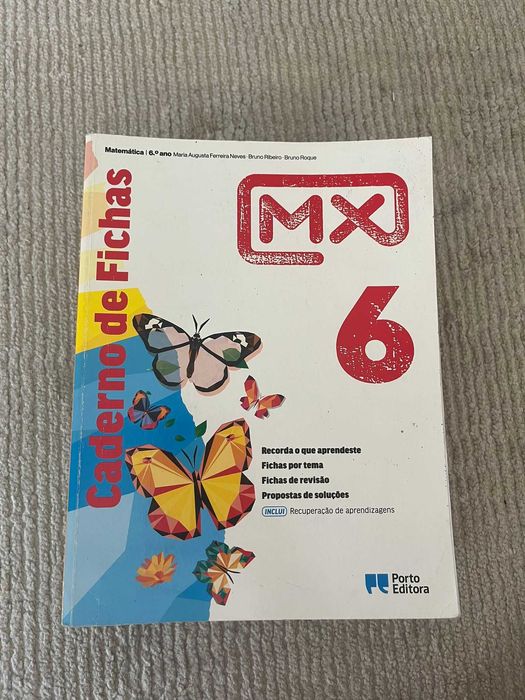 Matemática | 6.º ano Maria Augusta Ferreira Neves · Bruno Ribeiro · Bruno Roque
Caderno de Fichas
MX
6
Recorda o que aprendeste
Fichas por tema
Fichas de revisão
Propostas de soluções
INCLUI Recuperação de aprendizagens
Porto
Editora